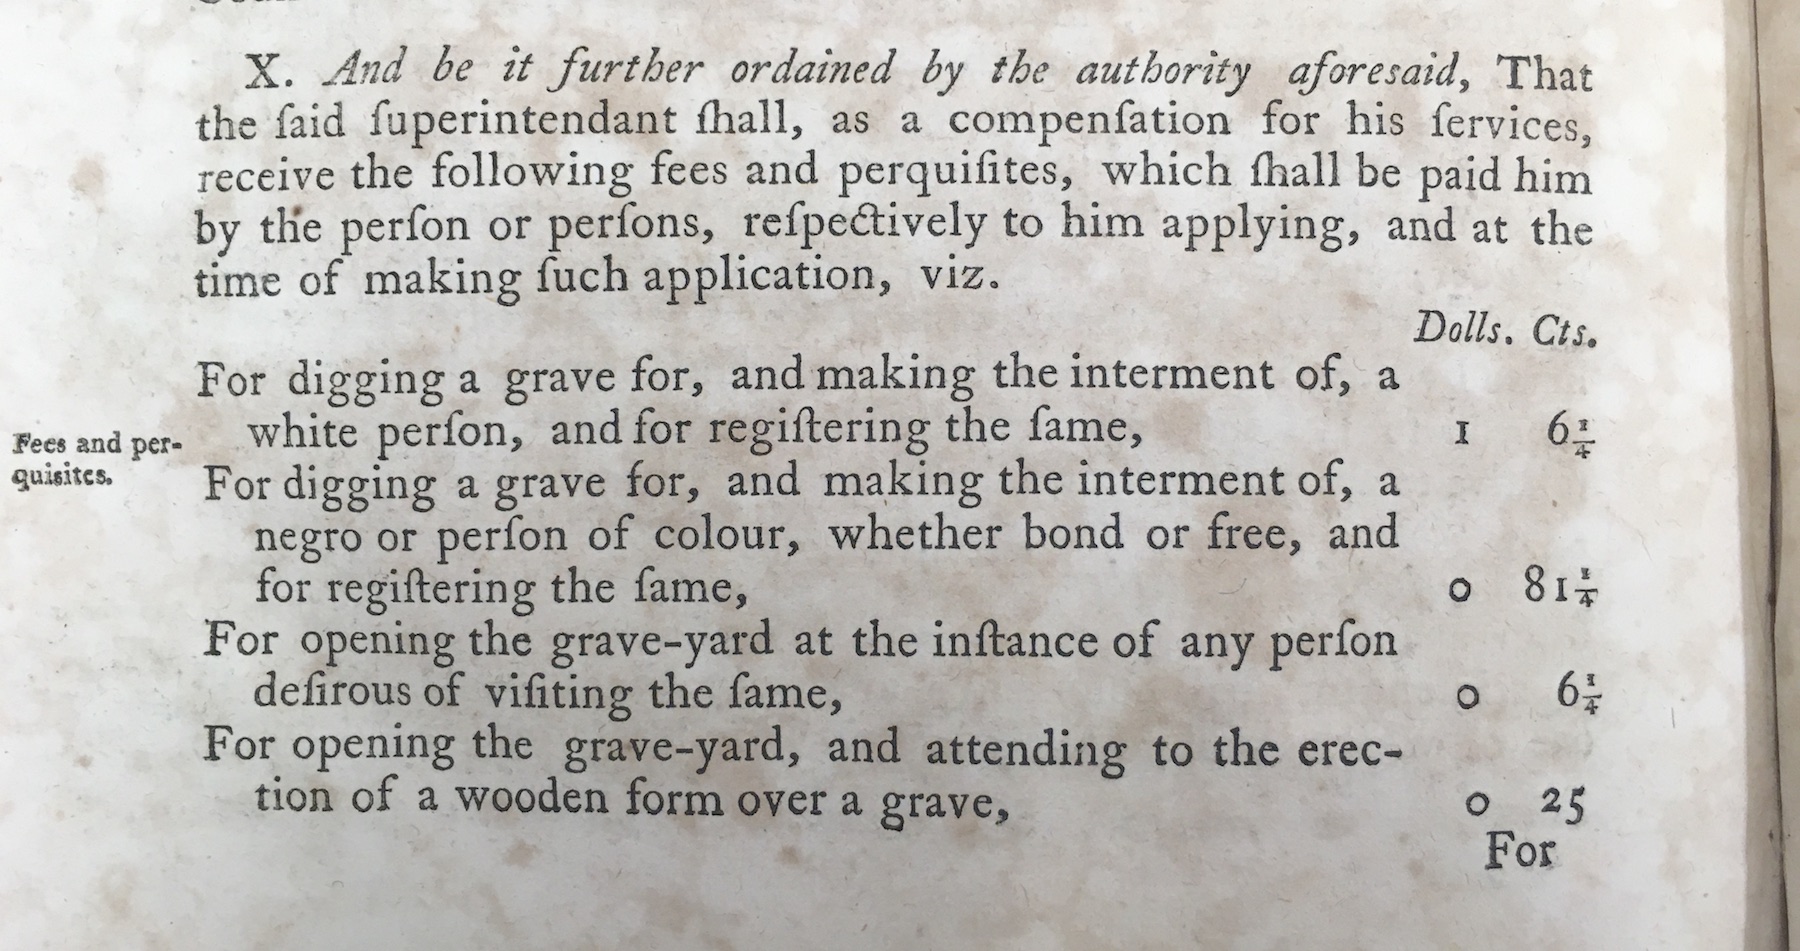 X. And be it further ordained by the authority aforesaid, That
the ſaid ſuperintendant ſhall, as a compenſation for his ſervices,
receive the following fees and perquiſites, which ſhall be paid him
by the perſon or perſons, reſpectively to him applying, and at the
time of making ſuch application, viz.
Dolls. Cts.
For digging a grave for, and making the interment of, a
white perſon, and for regiſtering the ſame, 1 6¼
Fees and per-
quisites.
For digging a grave for, and making the interment of, a
negro or perſon of colour, whether bond or free, and
for regiſtering the ſame, 0 81¼
For opening the grave-yard at the inſtance of any perſon
deſirous of viſiting the ſame, 0 6¼
For opening the grave-yard, and attending to the erec-
tion of a wooden form over a grave, 0 25
For